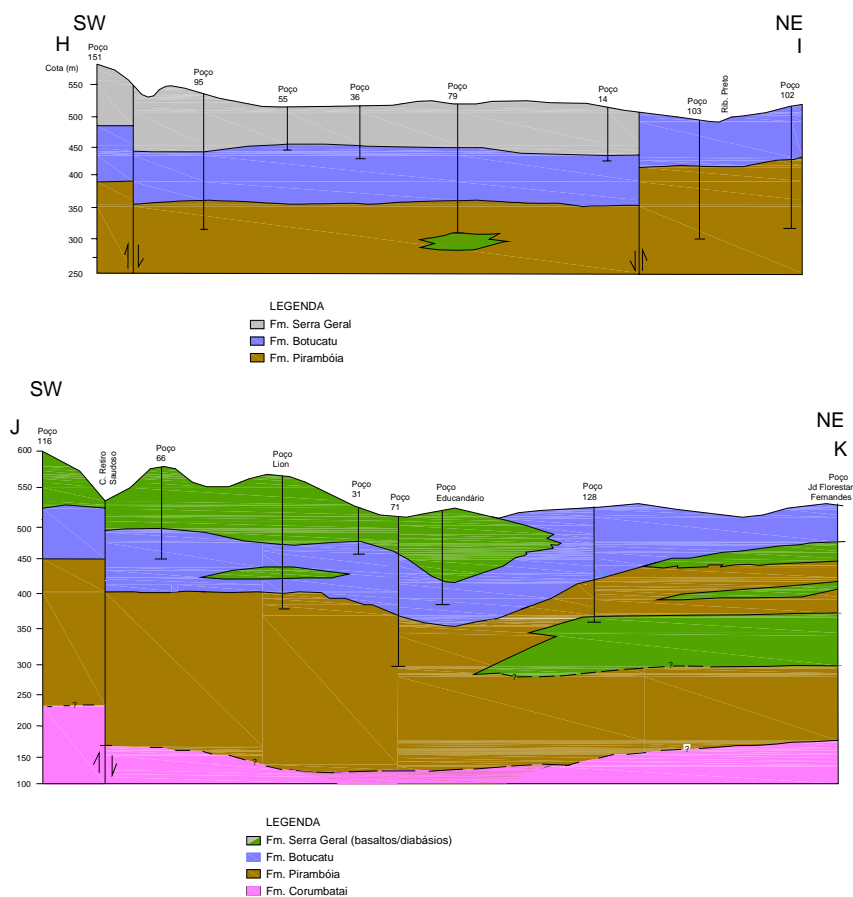 SW
NE
H
I
Poço
151
Cota (m)
Poço
95
Poço
55
Poço
36
Poço
79
Poço
14
Poço
103
Rib. Preto
Poço
102
550
500
450
400
350
300
250
LEGENDA
Fm. Serra Geral
Fm. Botucatu
Fm. Pirambóia
SW
NE
J
K
Poço
116
C. Retiro
Saudoso
Poço
66
Poço
Lion
Poço
31
Poço
71
Poço
Educandário
Poço
128
Poço
Jd Florestan
Fernandes
600
550
500
450
400
350
300
250
200
150
100
?
?
?
?
?
LEGENDA
Fm. Serra Geral (basaltos/diabásios)
Fm. Botucatu
Fm. Pirambóia
Fm. Corumbatai